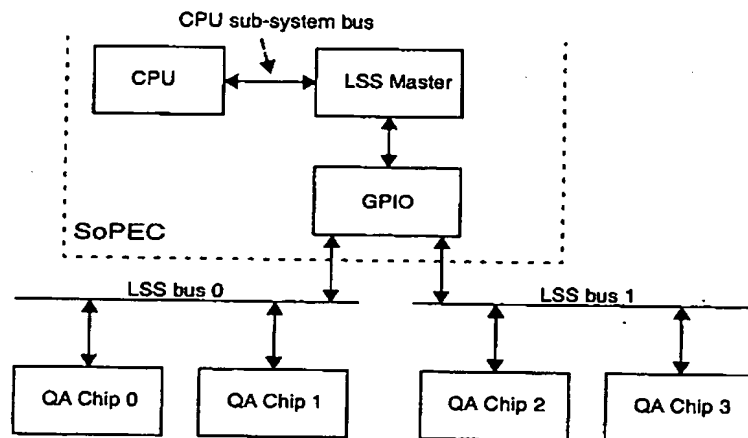 CPU sub-system bus
CPU
LSS Master
GPIO
SoPEC
LSS bus 0
LSS bus 1
QA Chip 0
QA Chip 1
QA Chip 2
QA Chip 3